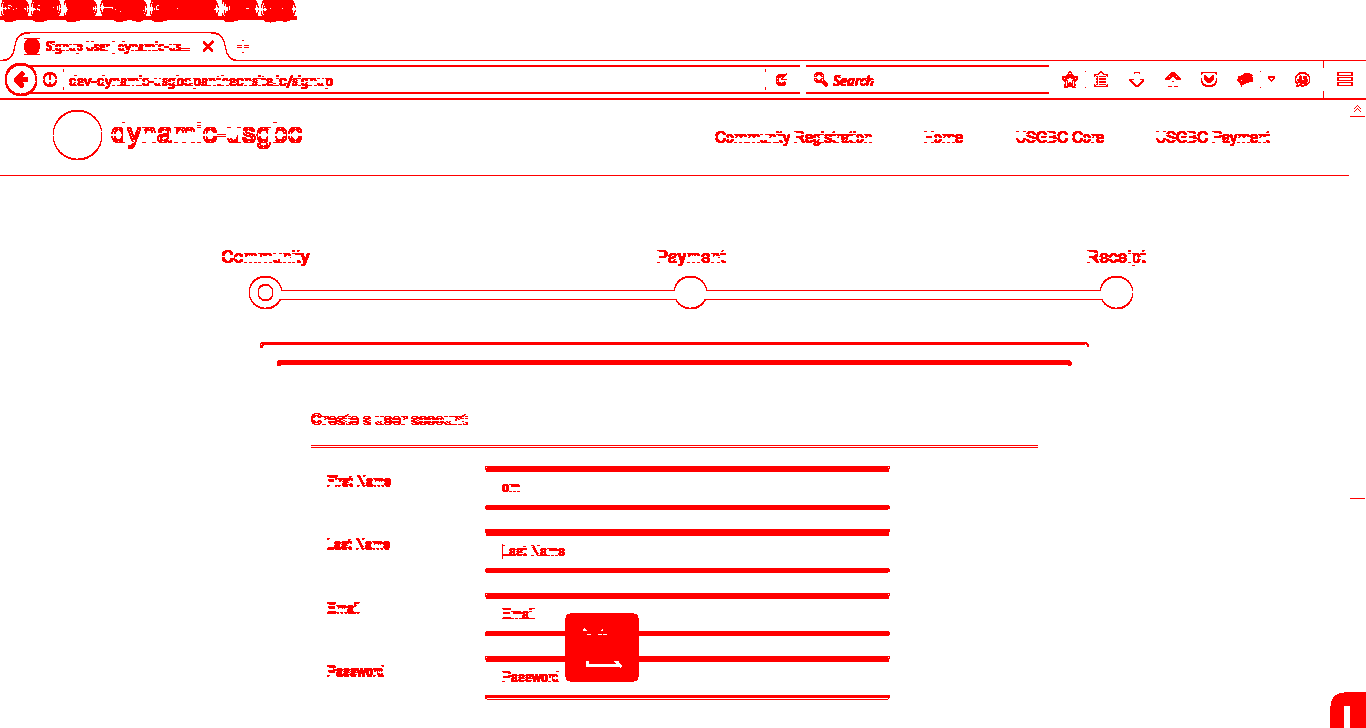 Signup User | dynamic-us...
dev-dynamic-usgbc.pantheonsite.io/signup
Search
dynamic-usgbc
Community Registration
Home
USGBC Core
USGBC Payment
Community
Payment
Receipt
Create a user account
First Name
om
Last Name
Last Name
Email
Email
Password
Password